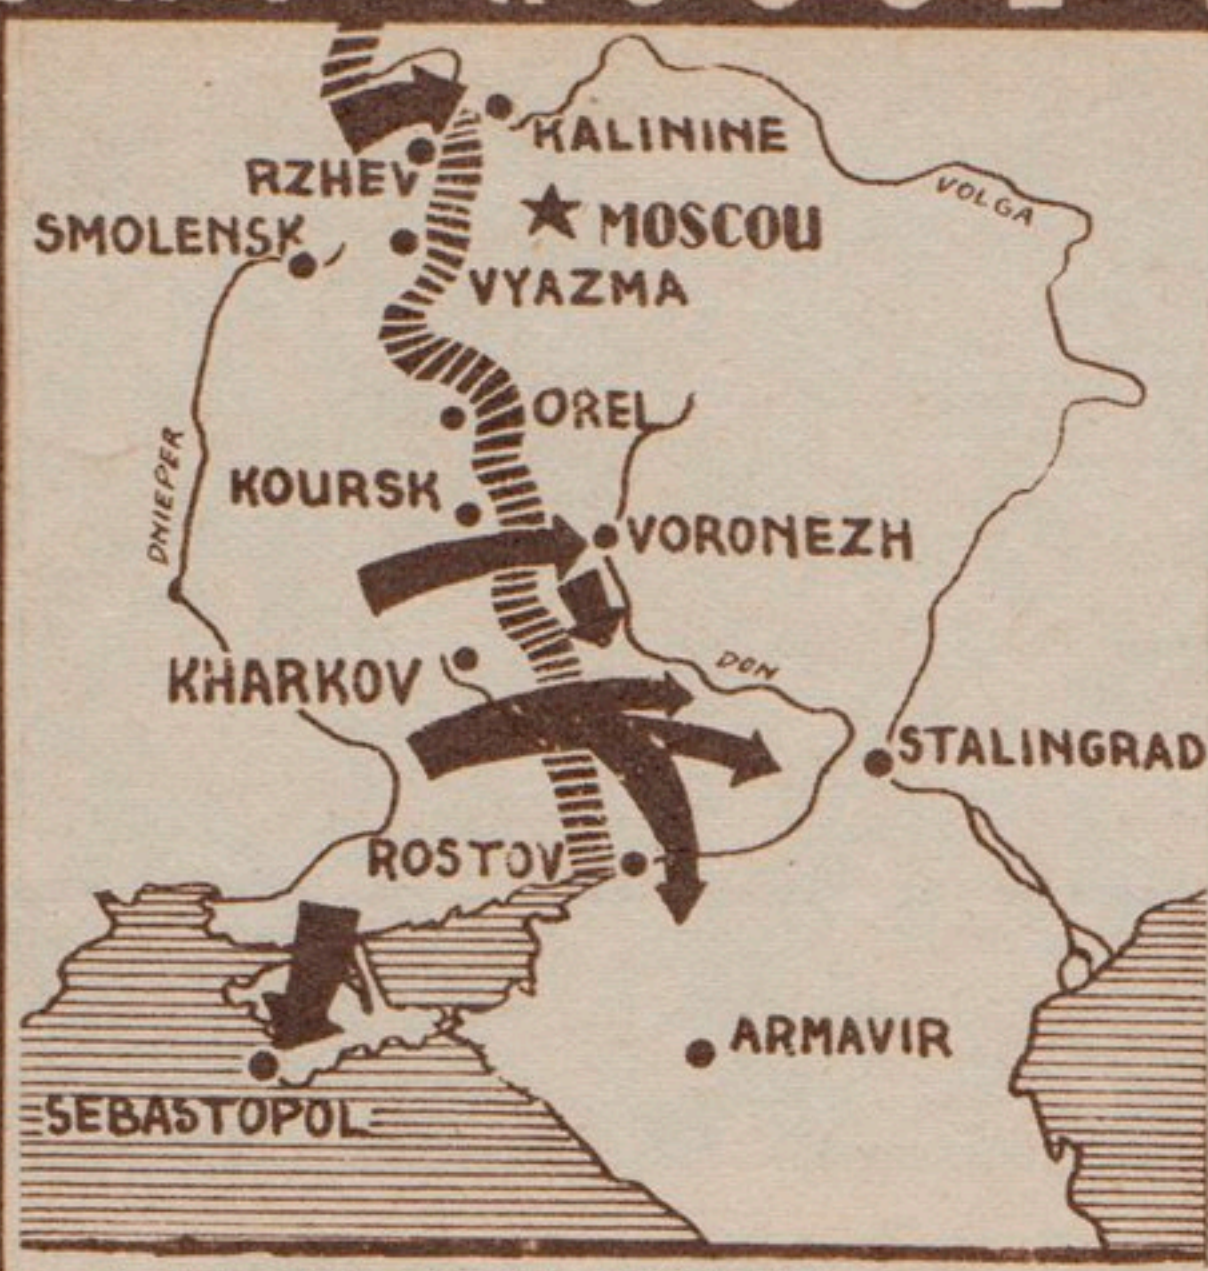 KALININE
RZHEV
VOLGA
MOSCOU
SMOLENSK
VYAZMA
OREL
DNIEPER
KOURSK
VORONEZH
KHARKOV
DON
STALINGRAD
ROSTOV
ARMAVIR
SEBASTOPOL